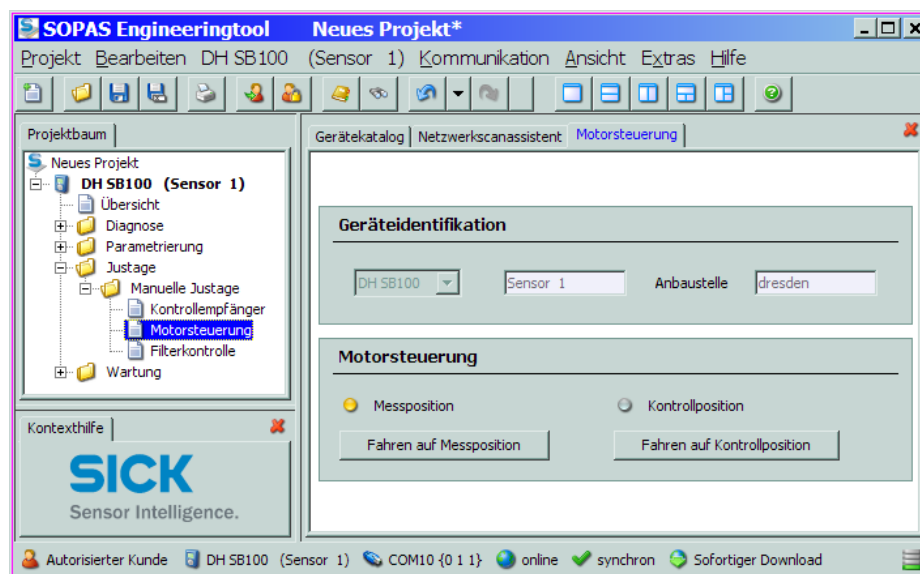 SOPAS Engineeringtool Neues Projekt*
Projekt Bearbeiten DH SB100 (Sensor 1) Kommunikation Ansicht Extras Hilfe
Projektbaum
Neues Projekt
DH SB100 (Sensor 1)
Übersicht
Diagnose
Parametrierung
Justage
Manuelle Justage
Kontrollempfänger
Motorsteuerung
Filterkontrolle
Wartung
Kontexthilfe
SICK
Sensor Intelligence.
Gerätekatalog Netzwerkscanassistent Motorsteuerung
Geräteidentifikation
DH SB100 Sensor 1 Anbaustelle dresden
Motorsteuerung
Messposition Kontrollposition
Fahren auf Messposition Fahren auf Kontrollposition
Autorisierter Kunde DH SB100 (Sensor 1) COM10 {0 1 1} online synchron Sofortiger Download